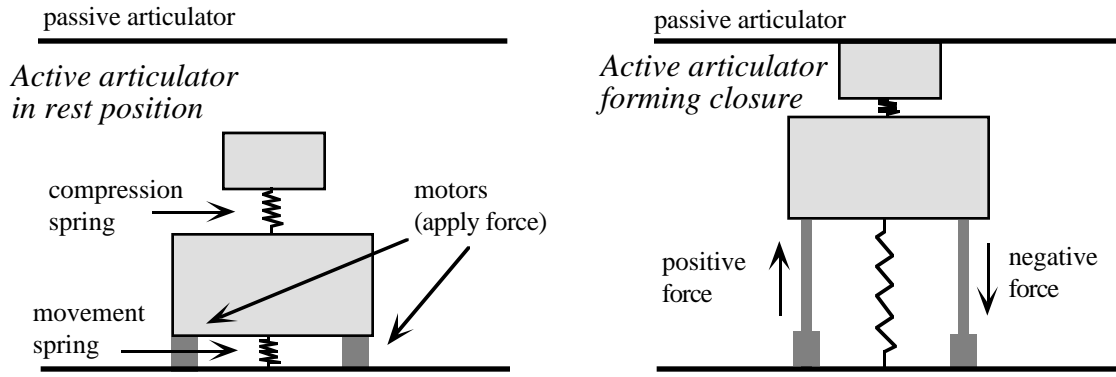 passive articulator
Active articulator
in rest position
compression
spring
motors
(apply force)
movement
spring
passive articulator
Active articulator
forming closure
positive
force
negative
force